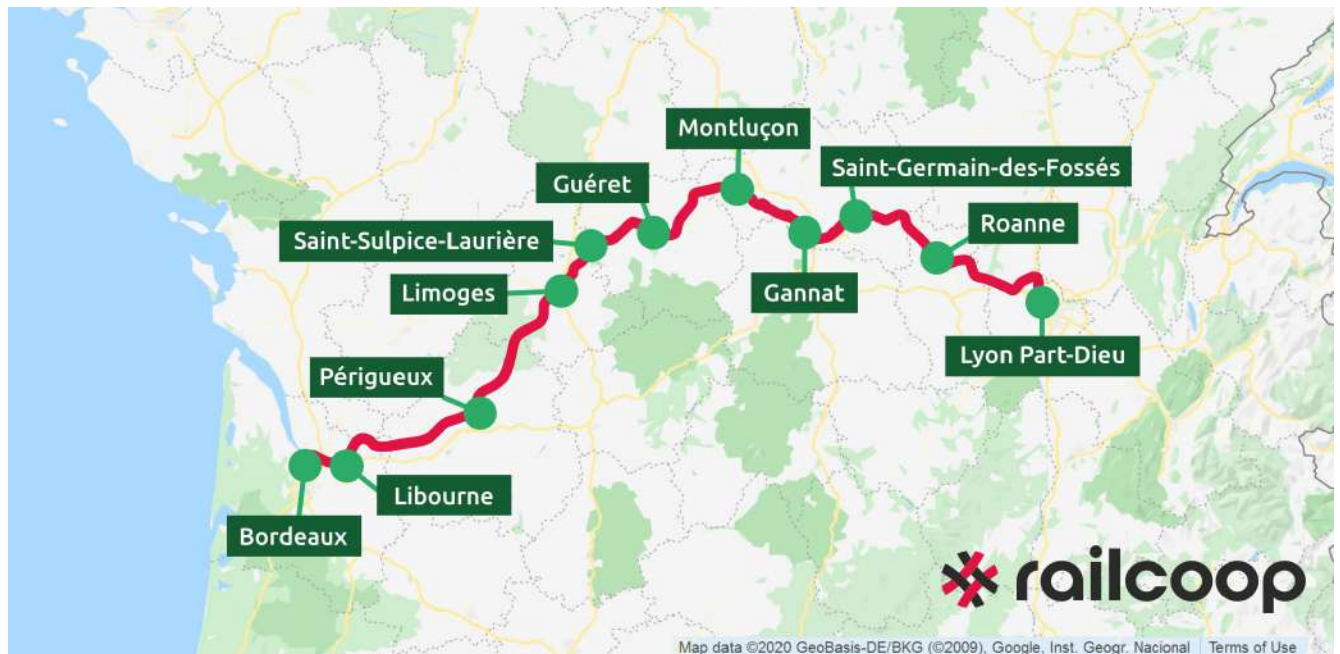 Montluçon
Saint-Germain-des-Fossés
Guéret
Roanne
Saint-Sulpice-Laurière
Gannat
Limoges
Lyon Part-Dieu
Périgueux
Libourne
Bordeaux
railcoop
Map data ©2020 GeoBasis-DE/BKG (©2009), Google, Inst. Geogr. Nacional
Terms of Use